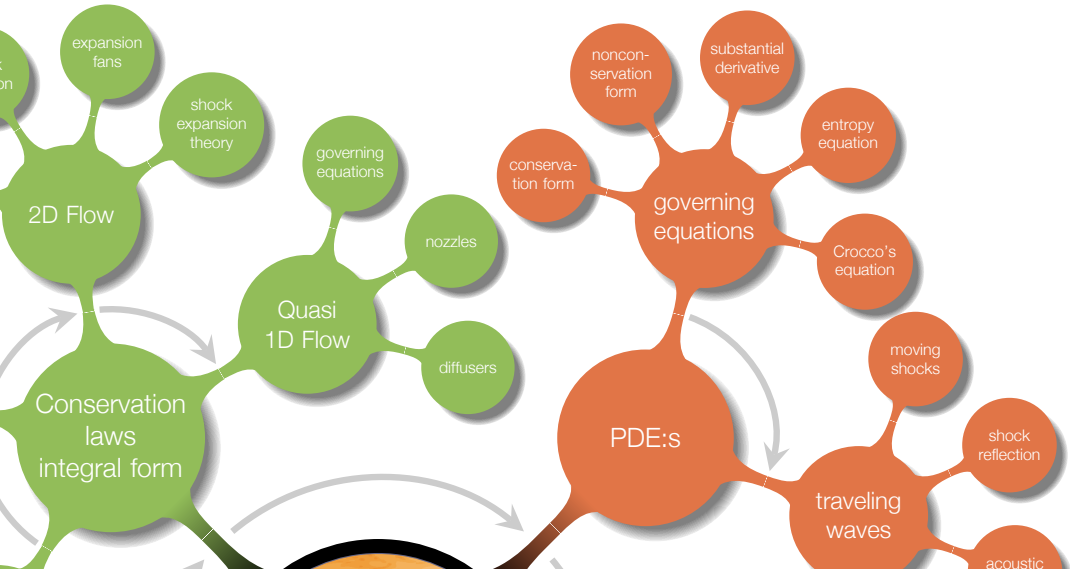 expansion
fans
shock
expansion
theory
2D Flow
governing
equations
nozzles
Quasi
1D Flow
diffusers
Conservation
laws
integral form
noncon-
servation
form
substantial
derivative
entropy
equation
conserva-
tion form
governing
equations
Crocco's
equation
moving
shocks
PDE:s
shock
reflection
traveling
waves
acoustic